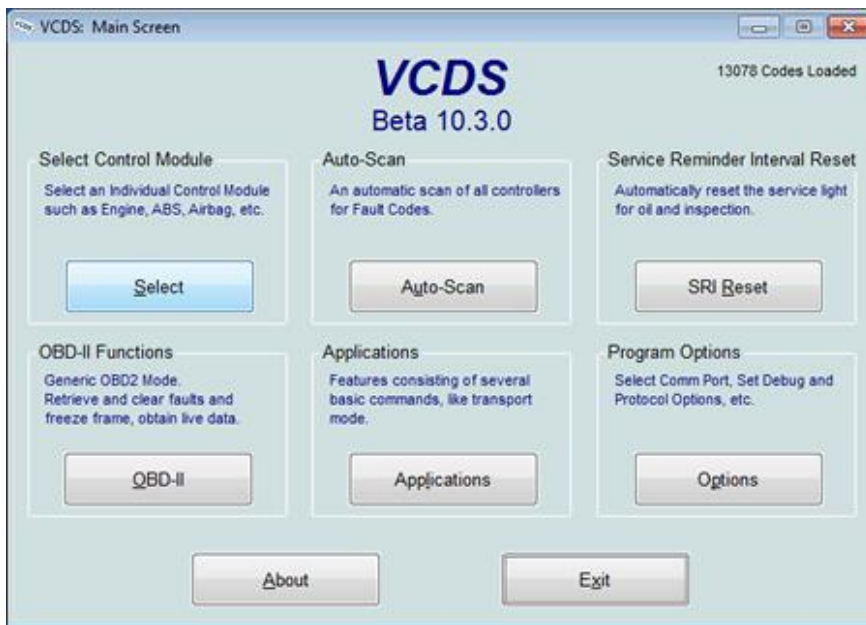 VCDS: Main Screen
VCDS
Beta 10.3.0
13078 Codes Loaded
Select Control Module
Select an Individual Control Module
such as Engine, ABS, Airbag, etc.
Select
Auto-Scan
An automatic scan of all controllers
for Fault Codes.
Auto-Scan
Service Reminder Interval Reset
Automatically reset the service light
for oil and inspection.
SRI Reset
OBD-II Functions
Generic OBD2 Mode.
Retrieve and clear faults and
freeze frame, obtain live data.
OBD-II
Applications
Features consisting of several
basic commands, like transport
mode.
Applications
Program Options
Select Comm Port, Set Debug and
Protocol Options, etc.
Options
About
Exit